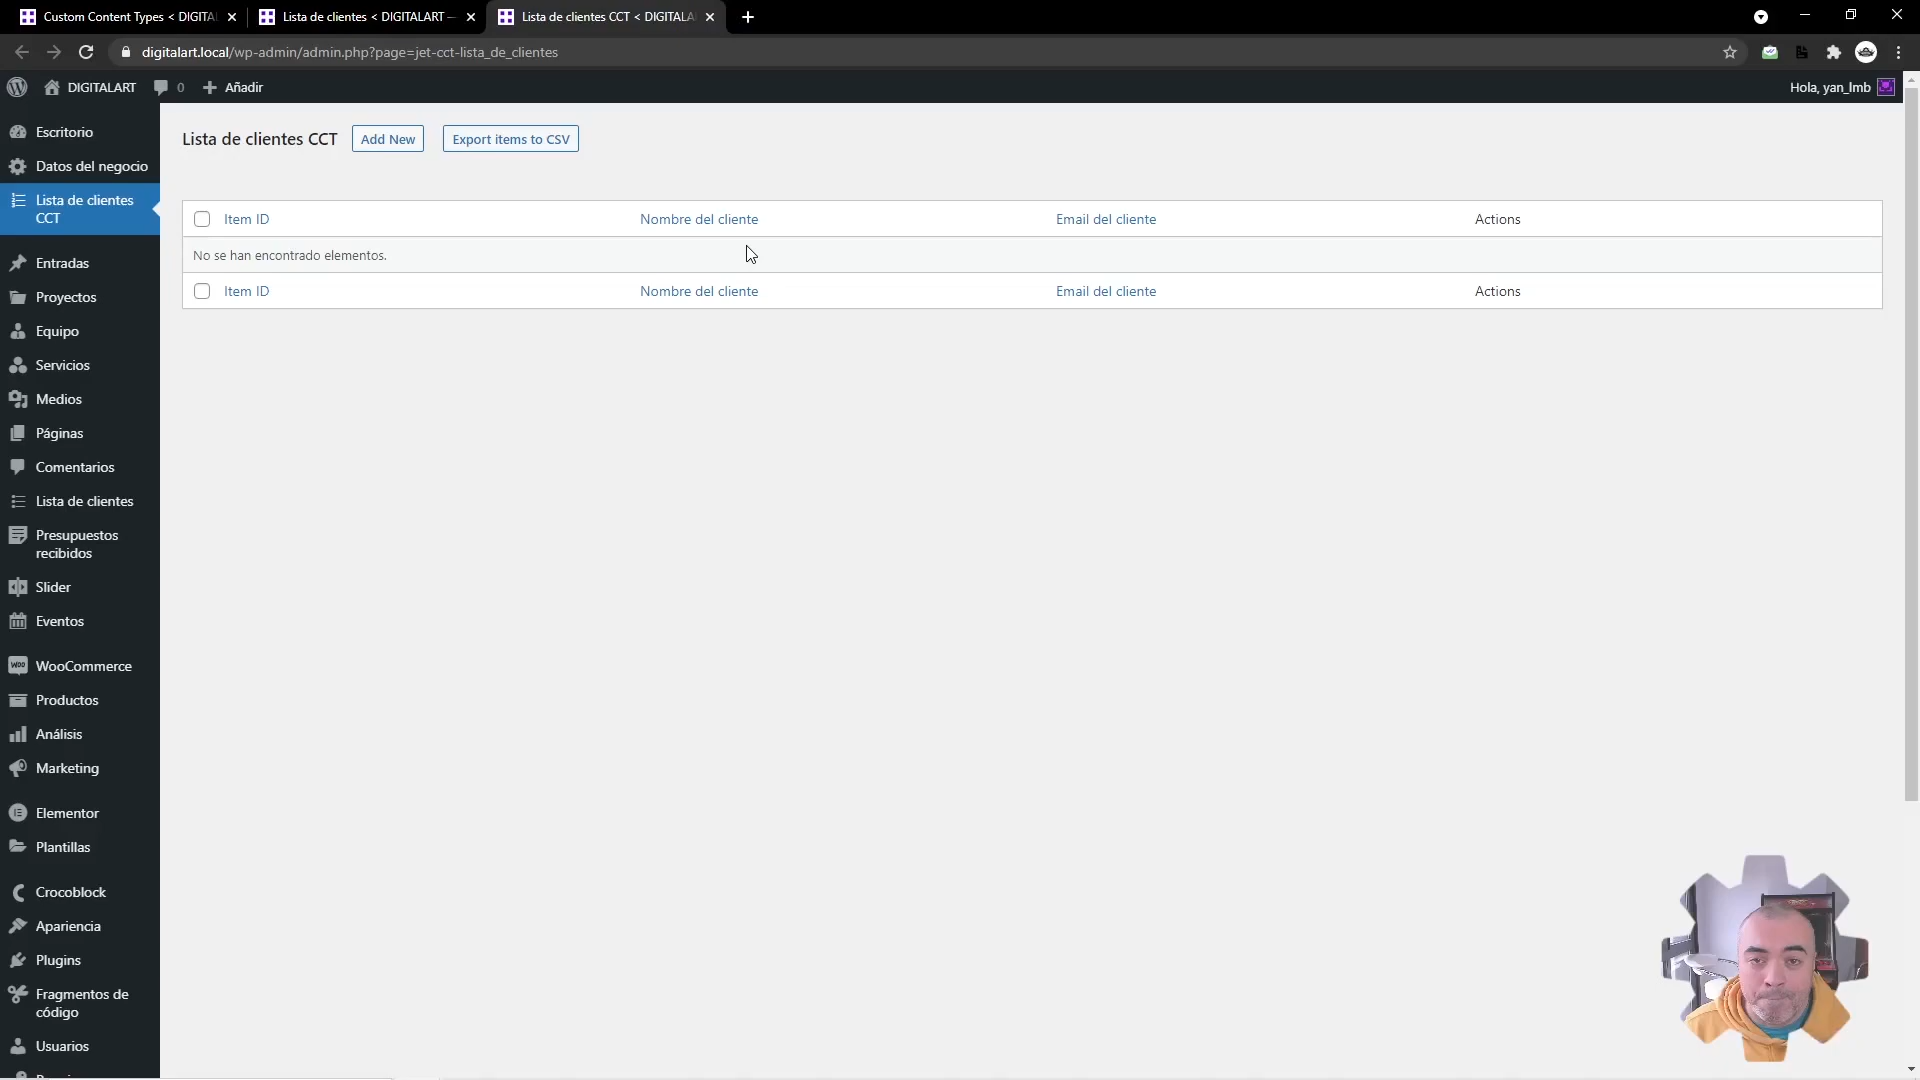 Custom Content Types < DIGITA
Lista de clientes < DIGITALART —
Lista de clientes CCT < DIGITALA
digitalart.local/wp-admin/admin.php?page=jet-cct-lista_de_clientes
DIGITALART
0
Añadir
Hola, yan_lmb
Escritorio
Datos del negocio
Lista de clientes
CCT
Entradas
Proyectos
Equipo
Servicios
Medios
Páginas
Comentarios
Lista de clientes
Presupuestos
recibidos
Slider
Eventos
WooCommerce
Productos
Análisis
Marketing
Elementor
Plantillas
Crocoblock
Apariencia
Plugins
Fragmentos de
código
Usuarios
Lista de clientes CCT
Add New
Export items to CSV
Item ID
Nombre del cliente
Email del cliente
Actions
No se han encontrado elementos.
Item ID
Nombre del cliente
Email del cliente
Actions